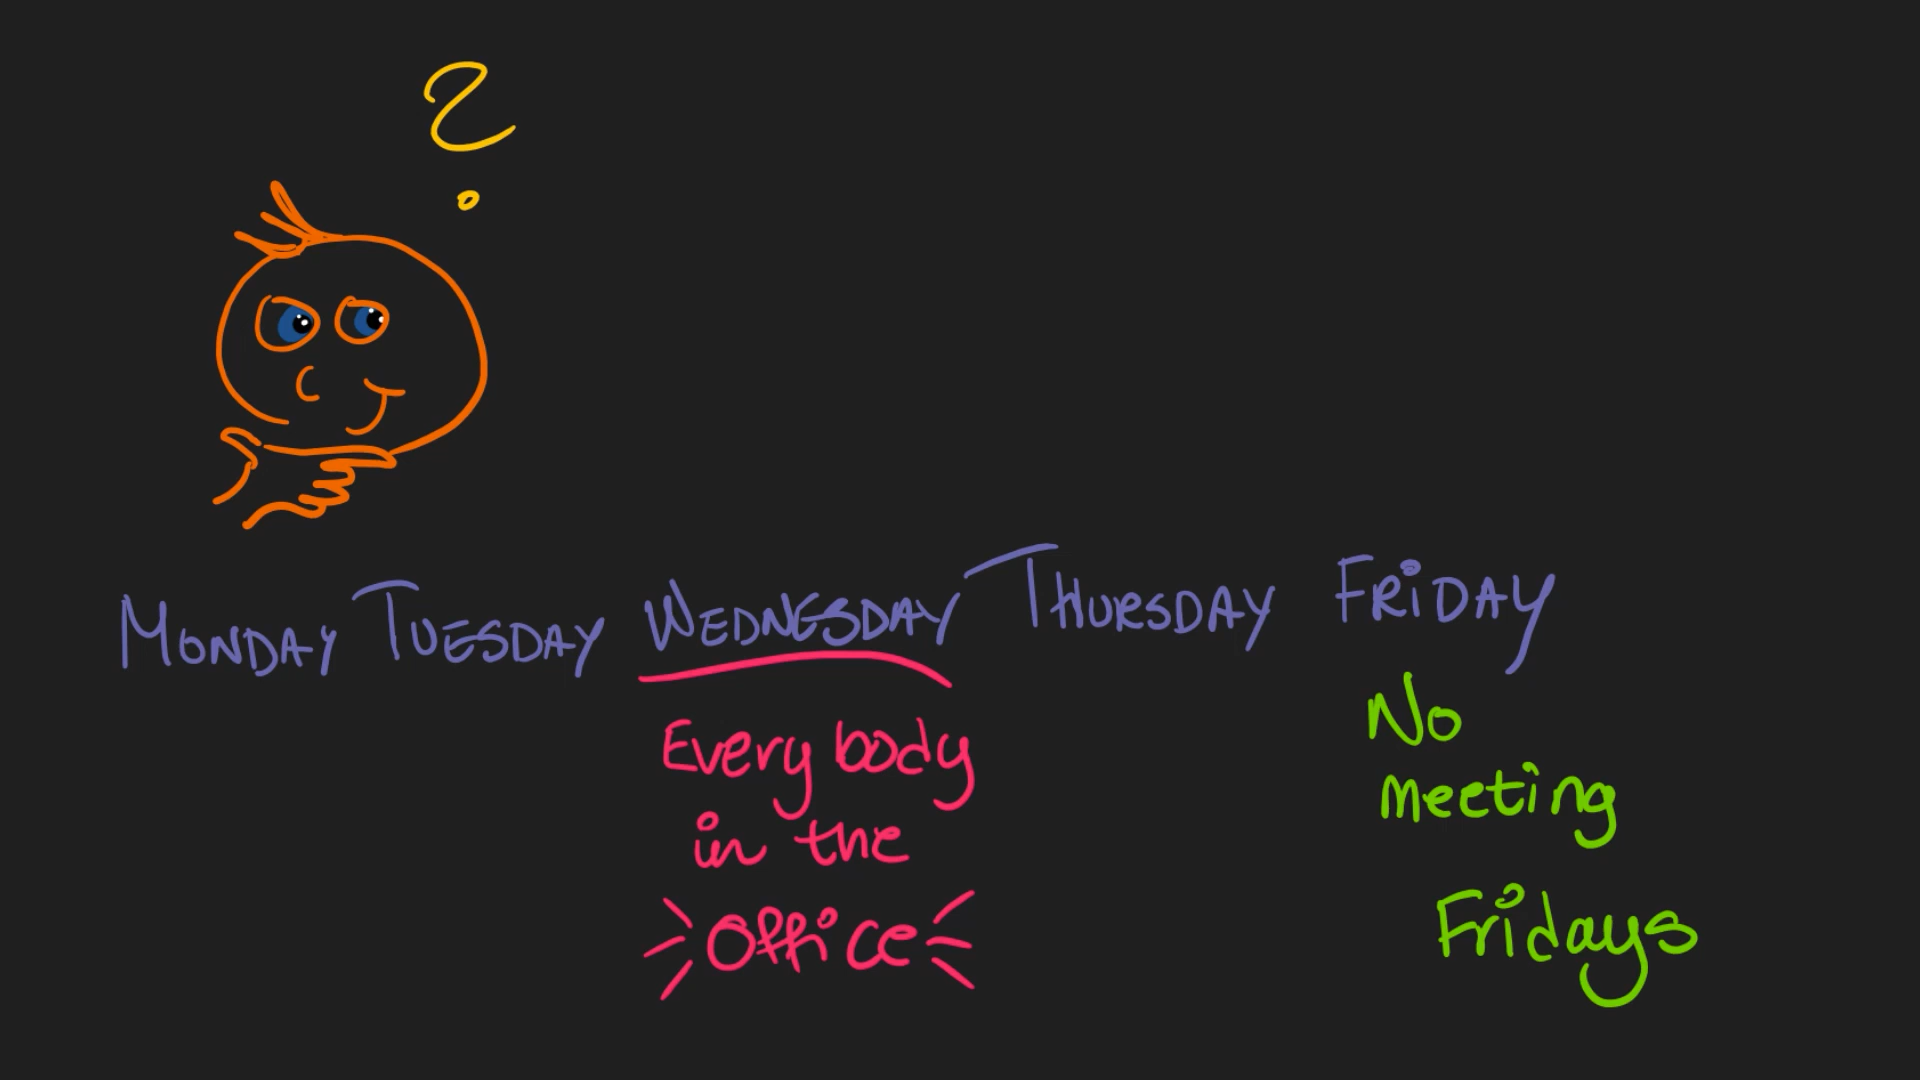 ?
MONDAY TUESDAY WEDNESDAY THURSDAY FRIDAY
Every body
in the
Office
No
meeting
Fridays